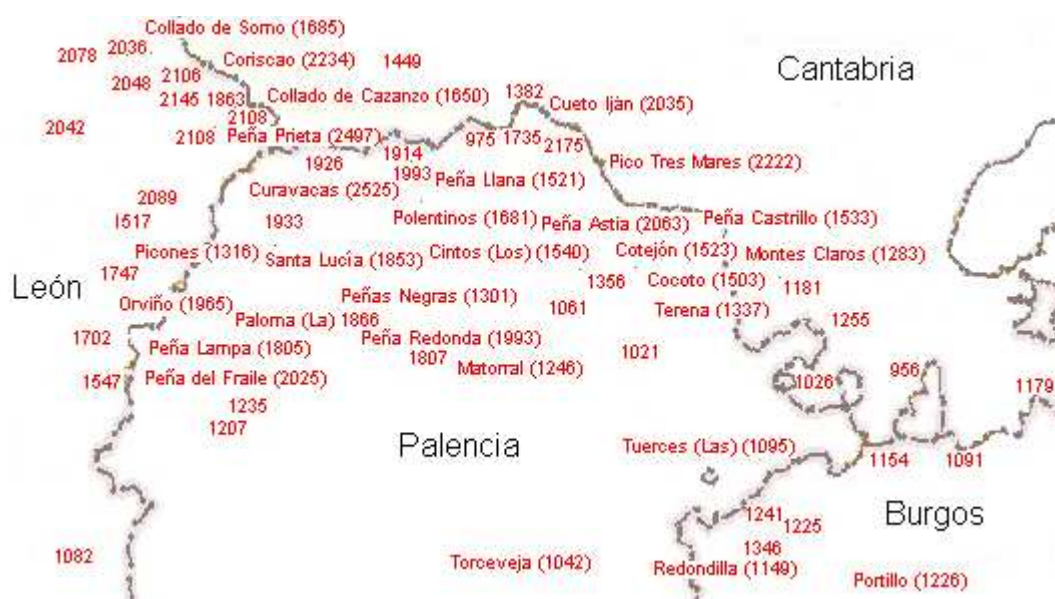 Collado de Somo (1685)
2078
2036
Coriscao (2234)
1449
Cantabria
2048
2106
2145
1863
Collado de Cazanzo (1650)
1382
Cueto Iján (2035)
2108
2042
2108
Peña Prieta (2497)
975
1735
2175
1914
1926
1993
Pico Tres Mares (2222)
Peña Llana (1521)
Curavacas (2525)
2089
1517
1933
Polentinos (1681)
Peña Astia (2063)
Peña Castrillo (1533)
Picones (1316)
Santa Lucía (1853)
Cintos (Los) (1540)
Cotejón (1523)
Montes Claros (1283)
1747
León
1356
Cocoto (1503)
1181
Orviño (1965)
Peñas Negras (1301)
1061
Terena (1337)
Paloma (La) 1866
1255
1702
Peña Redonda (1993)
Peña Lampa (1805)
1807
Matorral (1246)
1021
956
1547
Peña del Fraile (2025)
1026
1179
1235
1207
Palencia
Tuerces (Las) (1095)
1154
1091
1241
1225
Burgos
1346
1082
Torceveja (1042)
Redondilla (1149)
Portillo (1226)